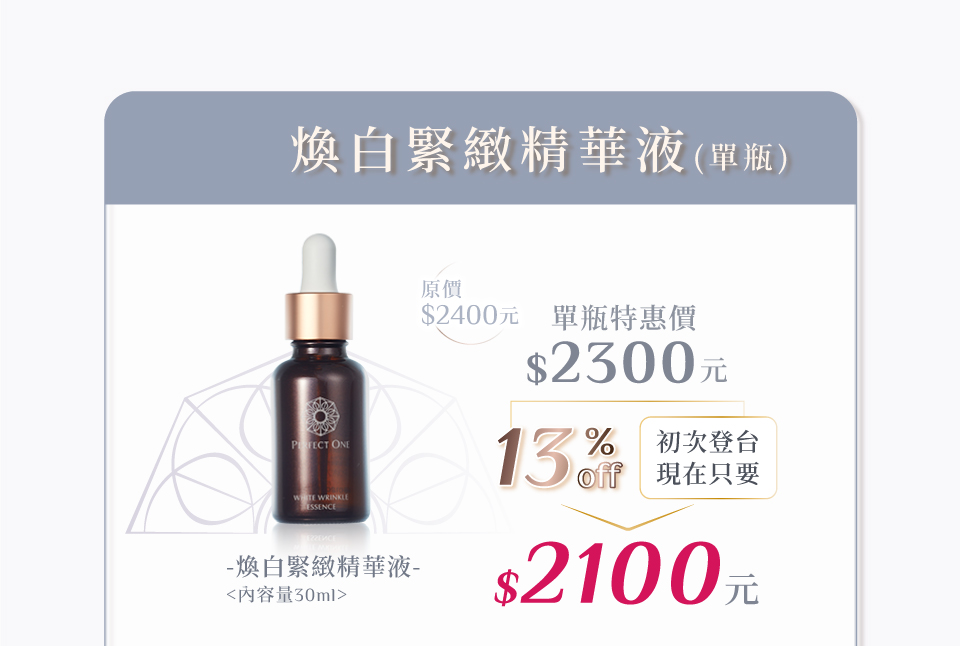 煥白緊緻精華液(單瓶)
原價
$2400元
單瓶特惠價
$2300元
13%off
初次登台
現在只要
$2100元
PERFECT ONE
WHITE WRINKLE
ESSENCE
-煥白緊緻精華液-
<內容量30ml>